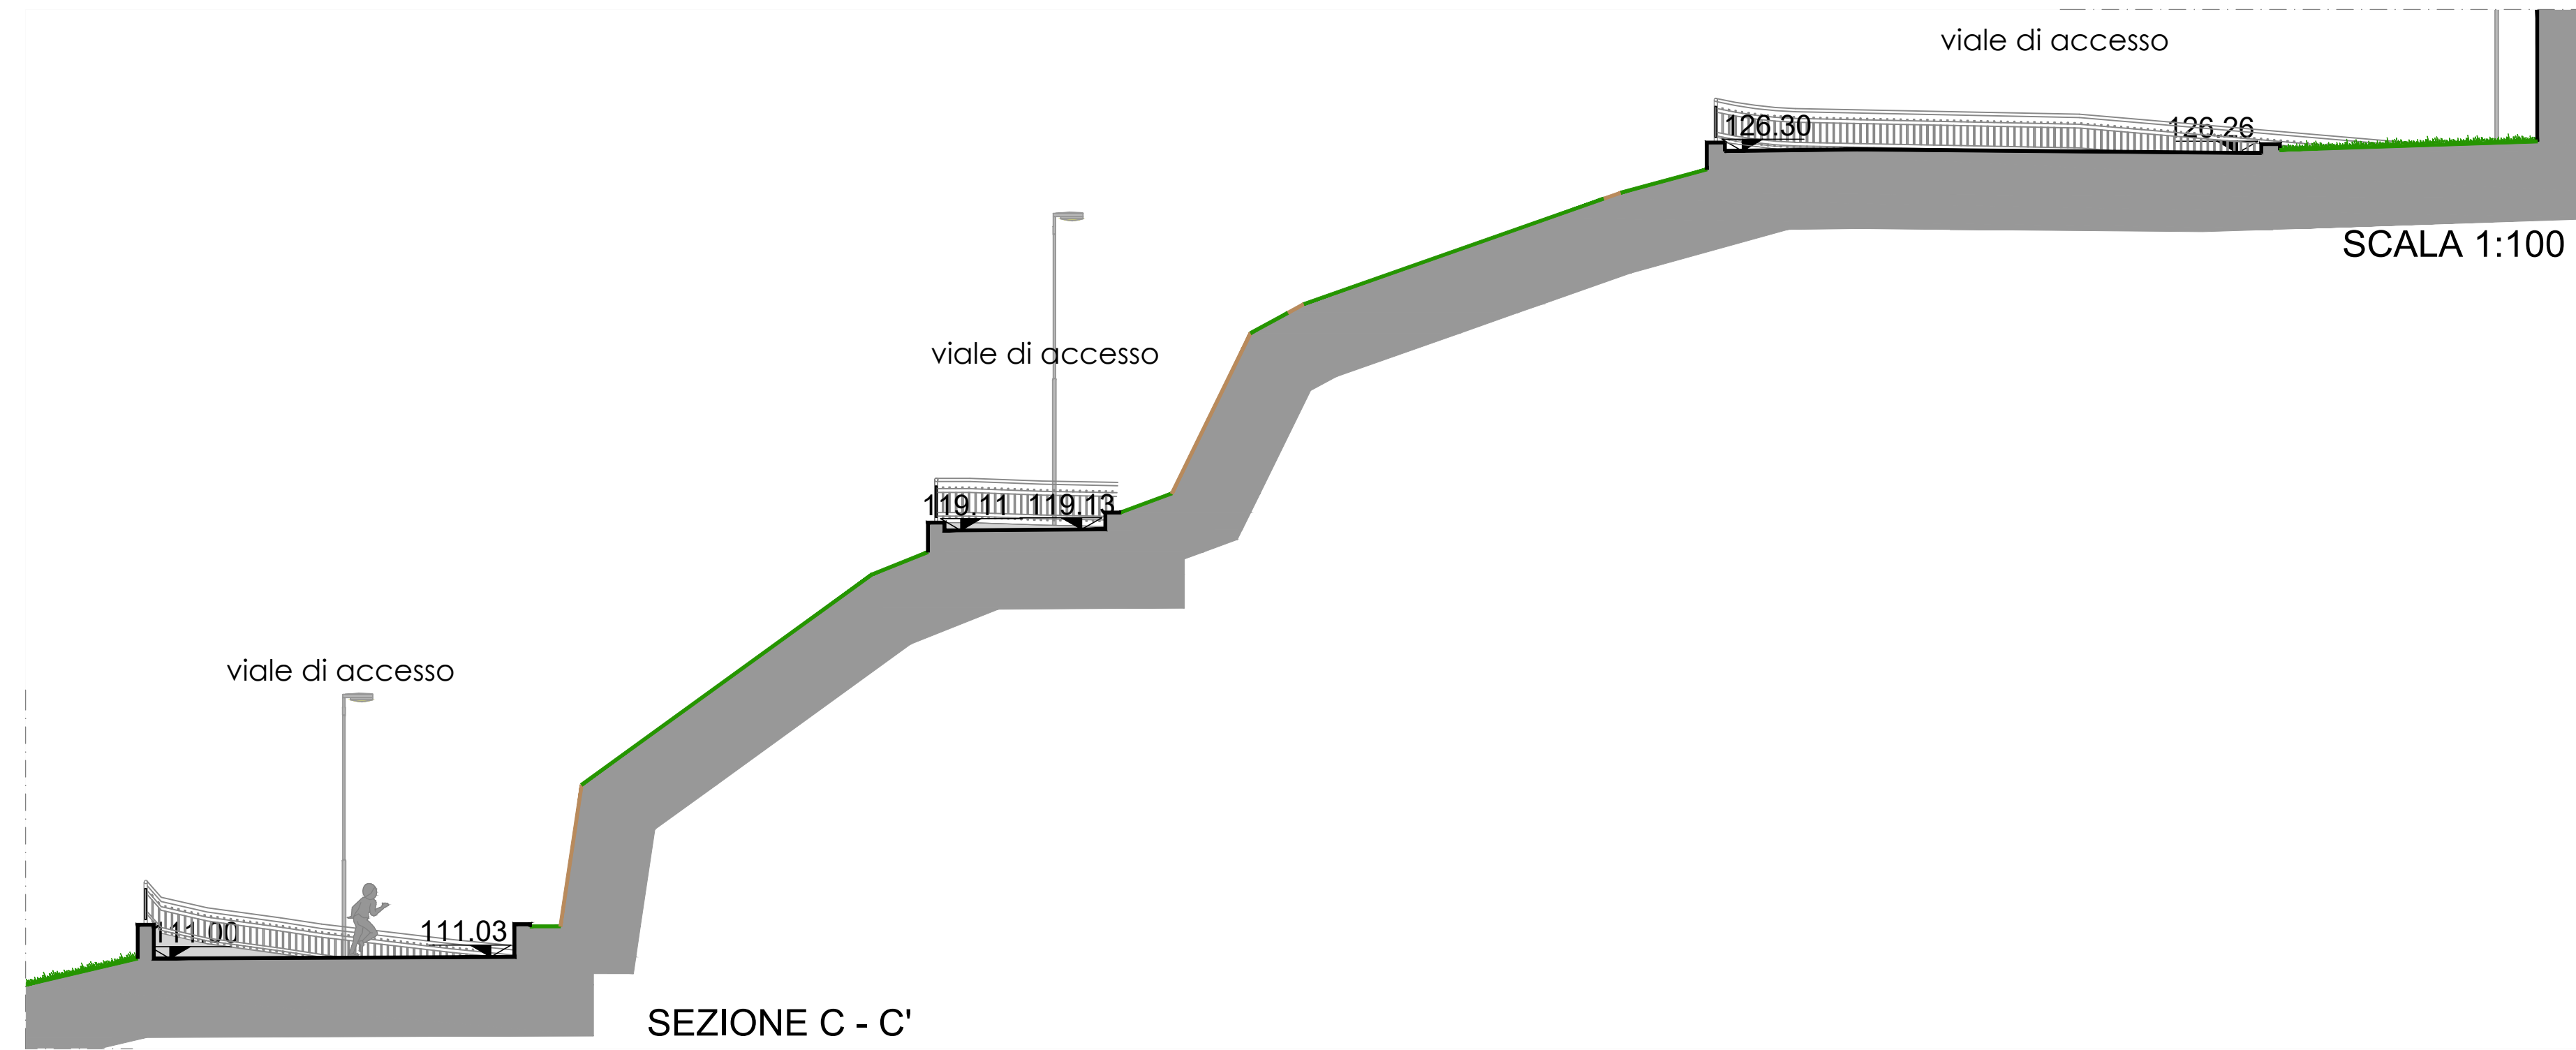 viale di accesso
126.30
126.26
SCALA 1:100
viale di accesso
119.11
119.13
viale di accesso
111.00
111.03
SEZIONE C - C'